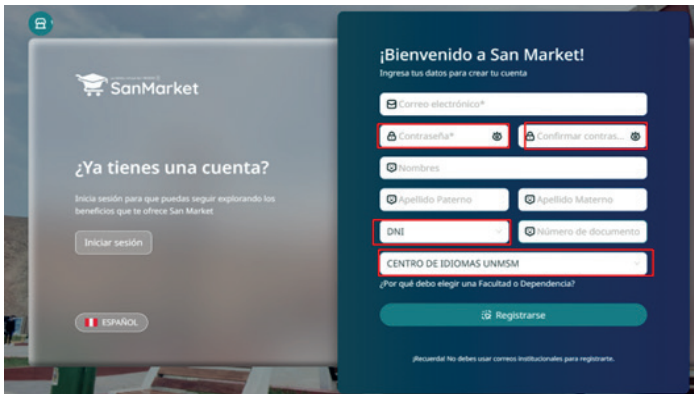 SanMarket
¿Ya tienes una cuenta?
Inicia sesión para que puedas seguir explorando los
beneficios que te ofrece San Market
Iniciar sesión
ESPAÑOL
¡Bienvenido a San Market!
Ingresa tus datos para crear tu cuenta
Correo electrónico*
Contraseña*
Confirmar contras...
Nombres
Apellido Paterno
Apellido Materno
DNI
Número de documento
CENTRO DE IDIOMAS UNMSM
¿Por qué debo elegir una Facultad o Dependencia?
Registrarse
¡Recuerda! No debes usar correos institucionales para registrarte.